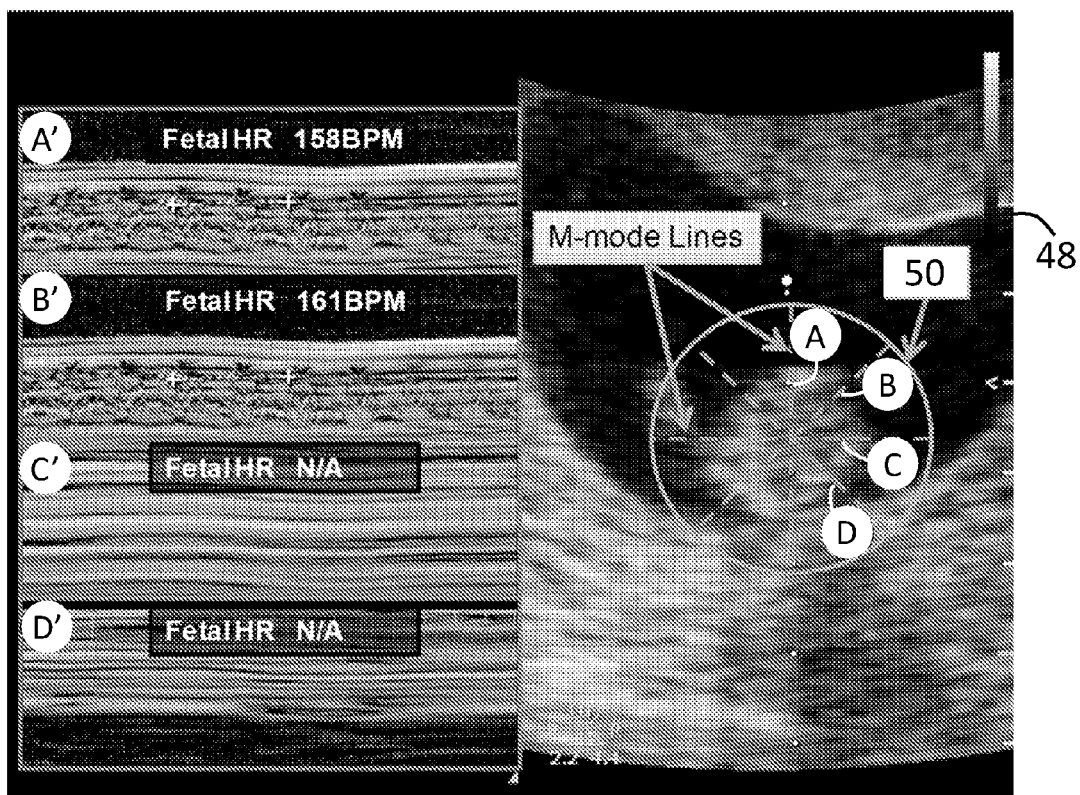 A'
Fetal HR 158BPM
B'
Fetal HR 161BPM
C'
Fetal HR N/A
D'
Fetal HR N/A
M-mode Lines
50
48
A
B
C
D